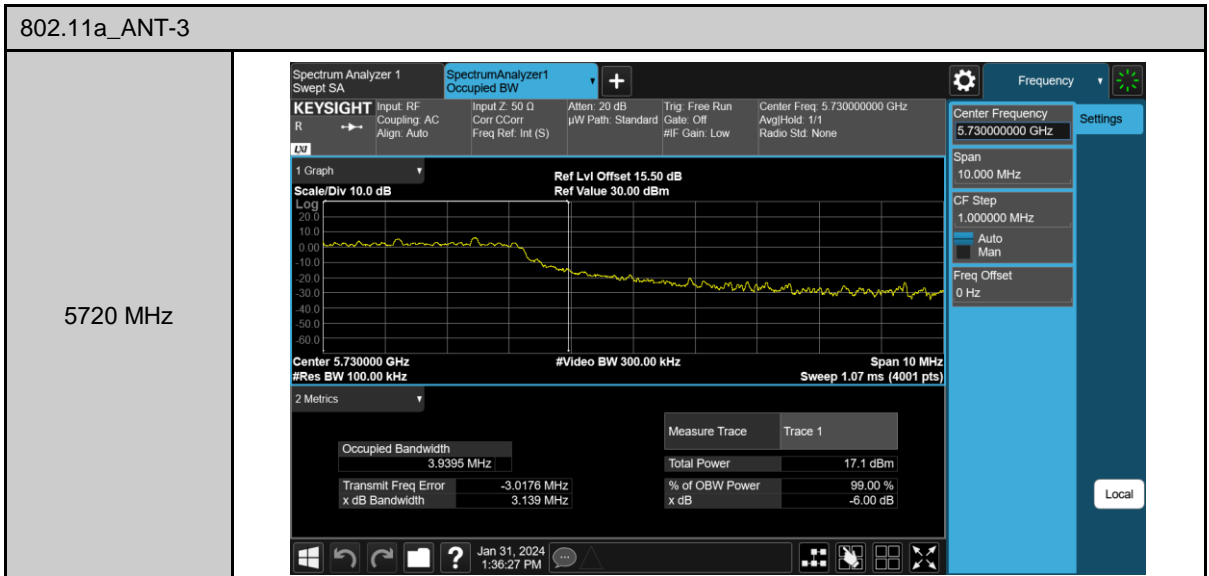 802.11a_ANT-3
5720 MHz
Spectrum Analyzer 1
Swept SA
SpectrumAnalyzer1
Occupied BW
+
Frequency
KEYSIGHT
R
LXI
Input: RF
Coupling: AC
Align: Auto
Input Z: 50 Ω
Corr CCorr
Freq Ref: Int (S)
Atten: 20 dB
µW Path: Standard
Trig: Free Run
Gate: Off
#IF Gain: Low
Center Freq: 5.730000000 GHz
Avg|Hold: 1/1
Radio Std: None
Center Frequency
5.730000000 GHz
Settings
Span
10.000 MHz
CF Step
1.000000 MHz
Auto
Man
Freq Offset
0 Hz
1 Graph
Scale/Div 10.0 dB
Ref Lvl Offset 15.50 dB
Ref Value 30.00 dBm
Log
20.0
10.0
0.00
-10.0
-20.0
-30.0
-40.0
-50.0
-60.0
Center 5.730000 GHz
#Res BW 100.00 kHz
#Video BW 300.00 kHz
Span 10 MHz
Sweep 1.07 ms (4001 pts)
2 Metrics
Measure Trace Trace 1
Occupied Bandwidth
3.9395 MHz
Total Power 17.1 dBm
Transmit Freq Error -3.0176 MHz
% of OBW Power 99.00 %
x dB Bandwidth 3.139 MHz
x dB -6.00 dB
Local
?
Jan 31, 2024
1:36:27 PM